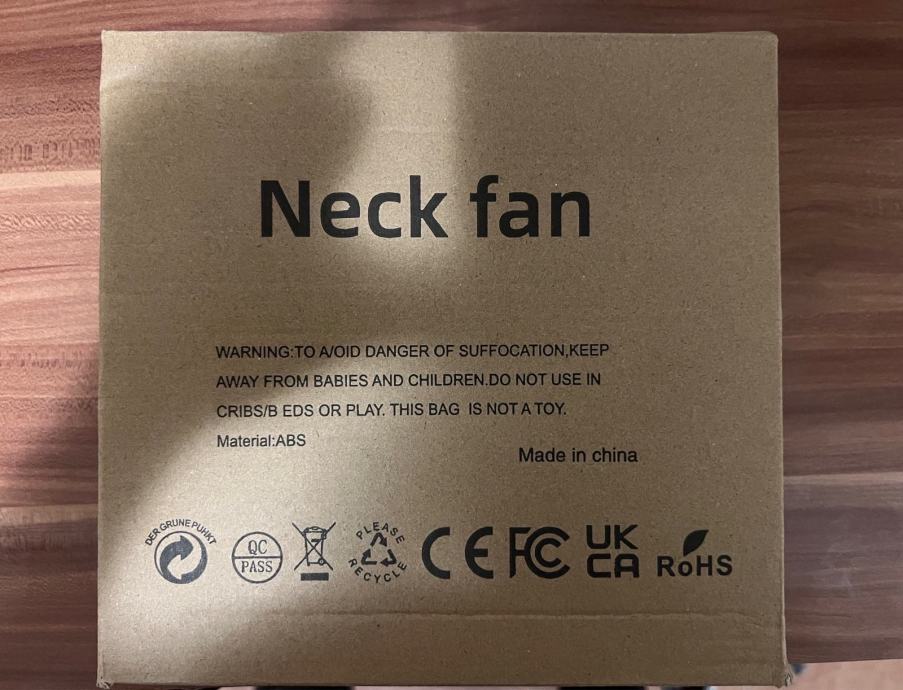 Neck fan
WARNING:TO A/OID DANGER OF SUFFOCATION,KEEP
AWAY FROM BABIES AND CHILDREN.DO NOT USE IN
CRIBS/B EDS OR PLAY. THIS BAG IS NOT A TOY.
Material:ABS
Made in china
DER GRUNE PUHKT
QC
PASS
PLEASE
RECYCLE
CE
FC
UK
CA
RoHS